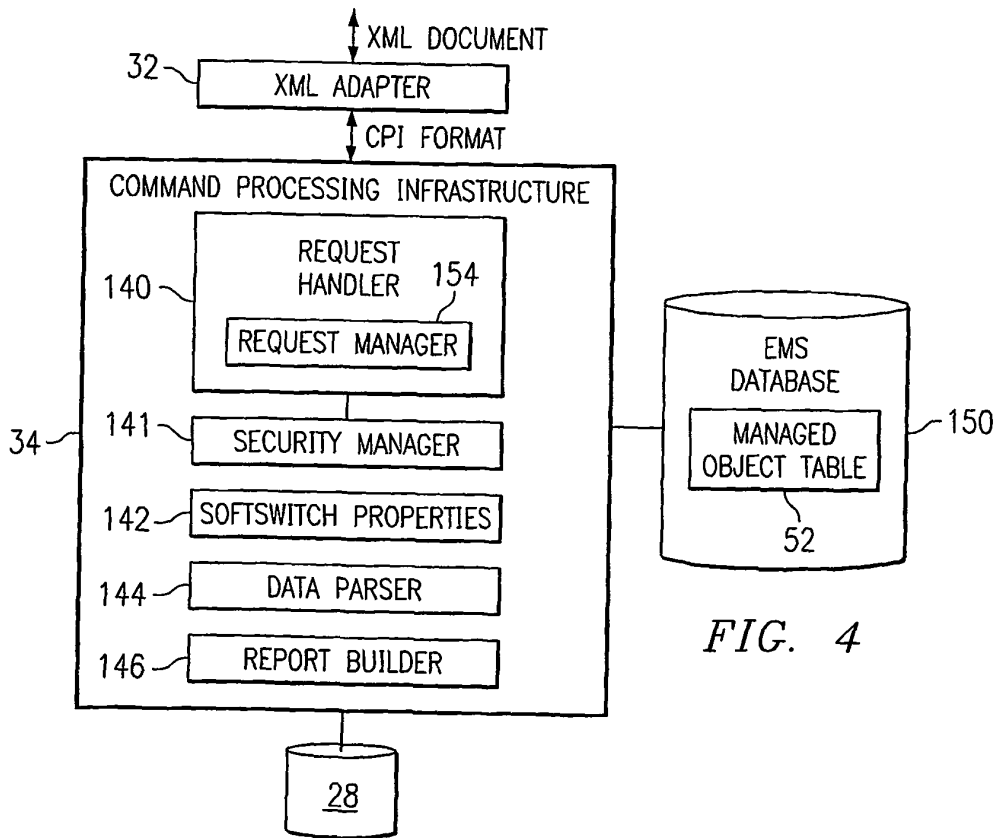 XML DOCUMENT
32
XML ADAPTER
CPI FORMAT
COMMAND PROCESSING INFRASTRUCTURE
140
REQUEST
HANDLER
154
REQUEST MANAGER
34
141
SECURITY MANAGER
142
SOFTSWITCH PROPERTIES
144
DATA PARSER
146
REPORT BUILDER
EMS
DATABASE
MANAGED
OBJECT TABLE
52
150
FIG. 4
28